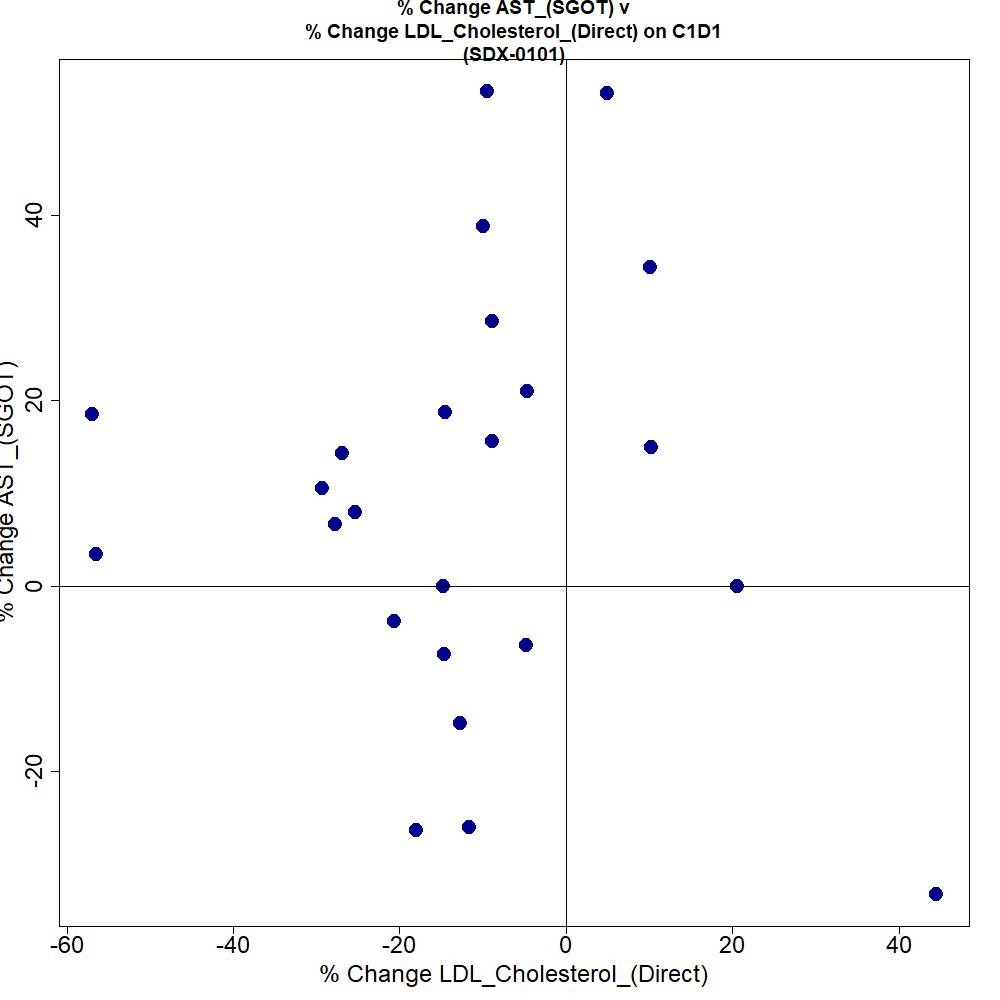 % Change AST_(SGOT) v
% Change LDL_Cholesterol_(Direct) on C1D1
(SDX-0101)
% Change AST_(SGOT)
40
20
0
-20
-60
-40
-20
0
20
40
% Change LDL_Cholesterol_(Direct)